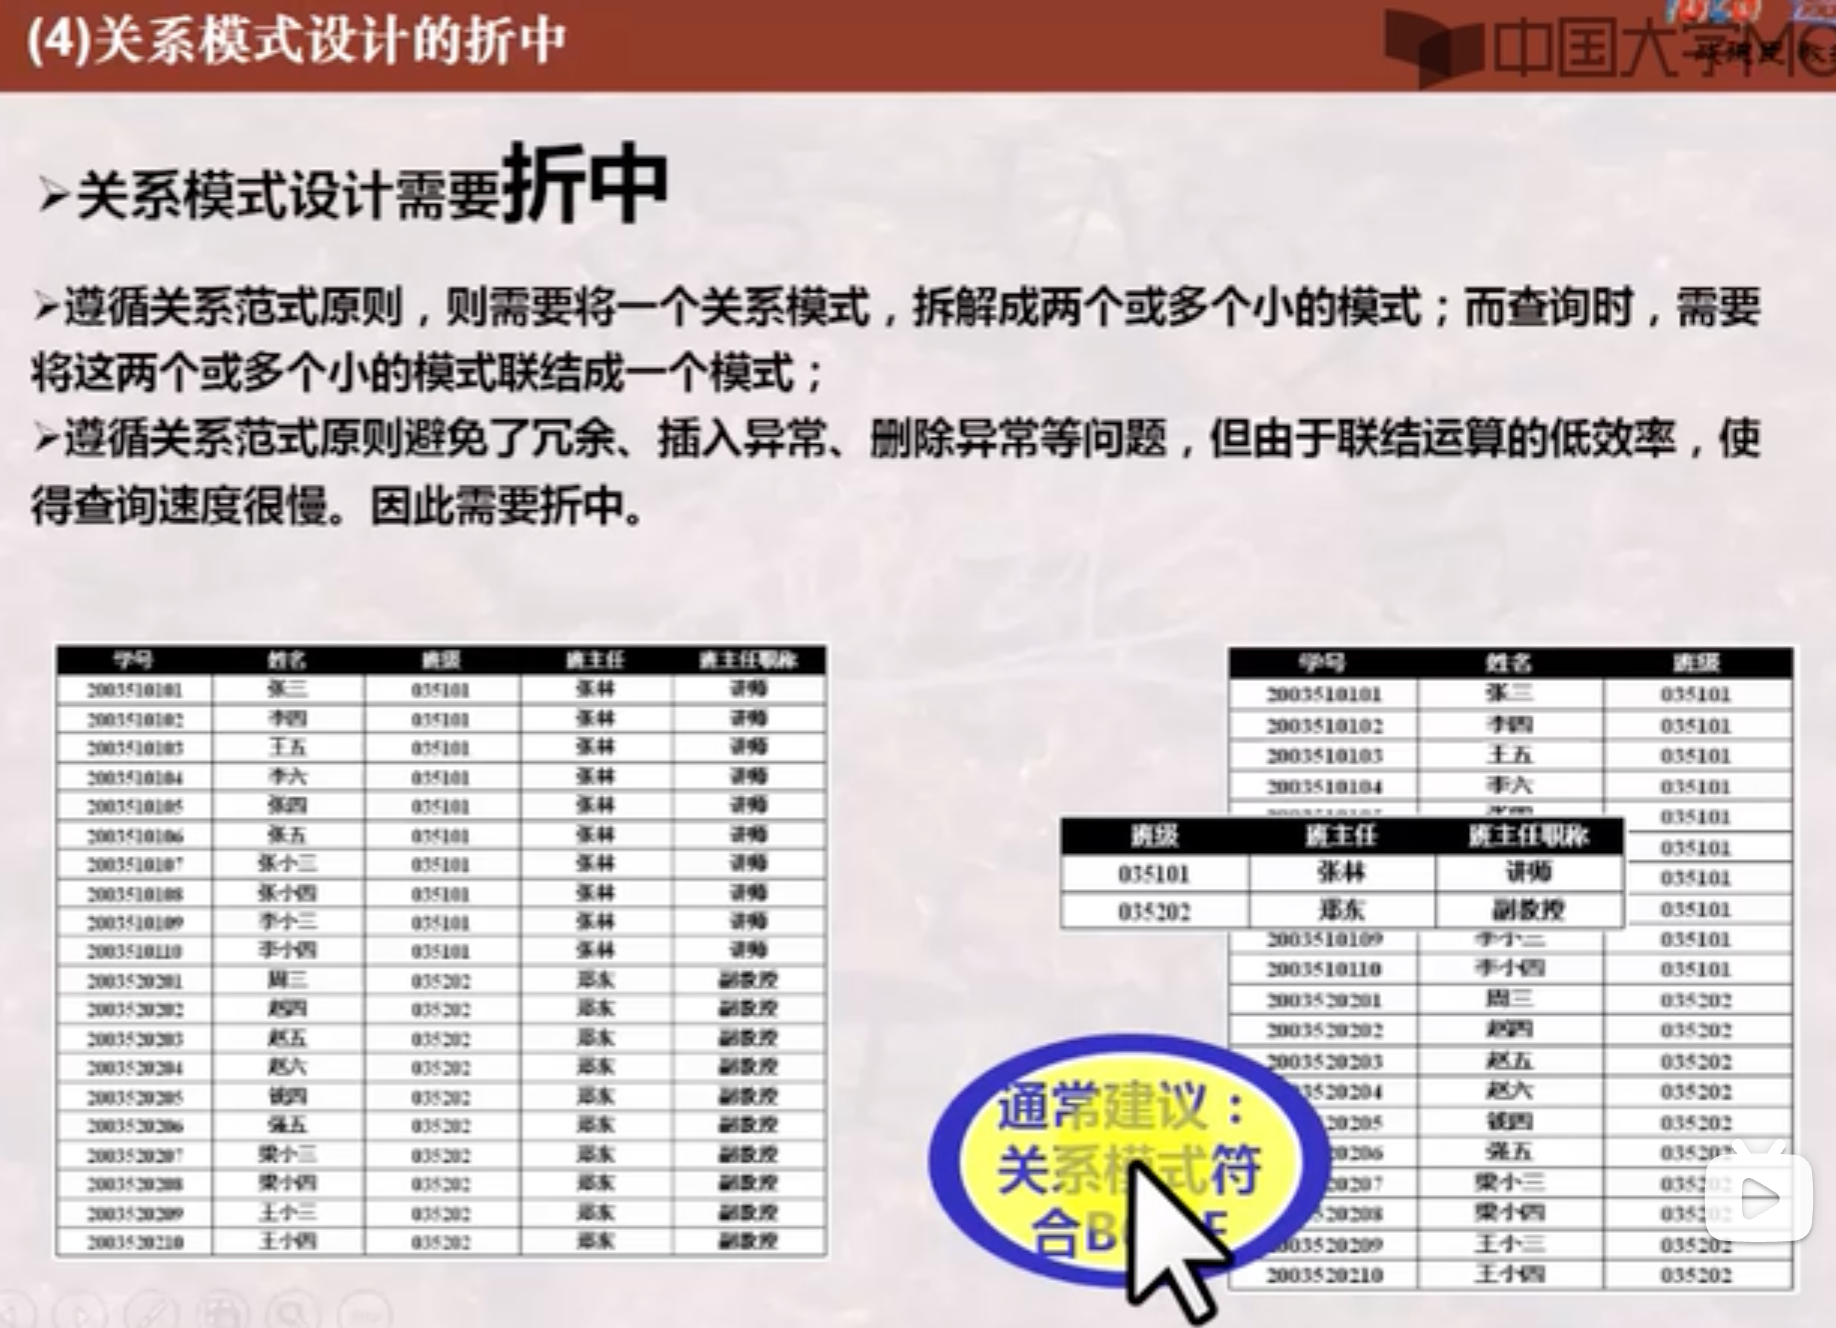 (4)关系模式设计的折中
中国大学MO
➢关系模式设计需要折中
➢遵循关系范式原则，则需要将一个关系模式，拆解成两个或多个小的模式；而查询时，需要
将这两个或多个小的模式联结成一个模式；
➢遵循关系范式原则避免了冗余、插入异常、删除异常等问题，但由于联结运算的低效率，使
得查询速度很慢。因此需要折中。
学号 姓名 班级 班主任 班主任职称
2003510101 张三 035101 张林 讲师
2003510102 李四 035101 张林 讲师
2003510103 王五 035101 张林 讲师
2003510104 李六 035101 张林 讲师
2003510105 张四 035101 张林 讲师
2003510106 张五 035101 张林 讲师
2003510107 张小三 035101 张林 讲师
2003510108 张小四 035101 张林 讲师
2003510109 李小三 035101 张林 讲师
2003510110 李小四 035101 张林 讲师
2003520201 周三 035202 郑东 副教授
2003520202 赵四 035202 郑东 副教授
2003520203 赵五 035202 郑东 副教授
2003520204 赵六 035202 郑东 副教授
2003520205 钱四 035202 郑东 副教授
2003520206 强五 035202 郑东 副教授
2003520207 梁小三 035202 郑东 副教授
2003520208 梁小四 035202 郑东 副教授
2003520209 王小三 035202 郑东 副教授
2003520210 王小四 035202 郑东 副教授
学号 姓名 班级
2003510101 张三 035101
2003510102 李四 035101
2003510103 王五 035101
2003510104 李六 035101
035101
035101
035101
035101
班级 班主任 班主任职称
035101 张林 讲师
035202 郑东 副教授
2003510109 李小三 035101
2003510110 李小四 035101
2003520201 周三 035202
2003520202 赵四 035202
2003520203 赵五 035202
3520204 赵六 035202
20205 钱四 035202
20206 强五 03520
20207 梁小三 0352
520208 梁小四 0352
003520209 王小三 035202
2003520210 王小四 035202
通常建议：
关系模式符
合B